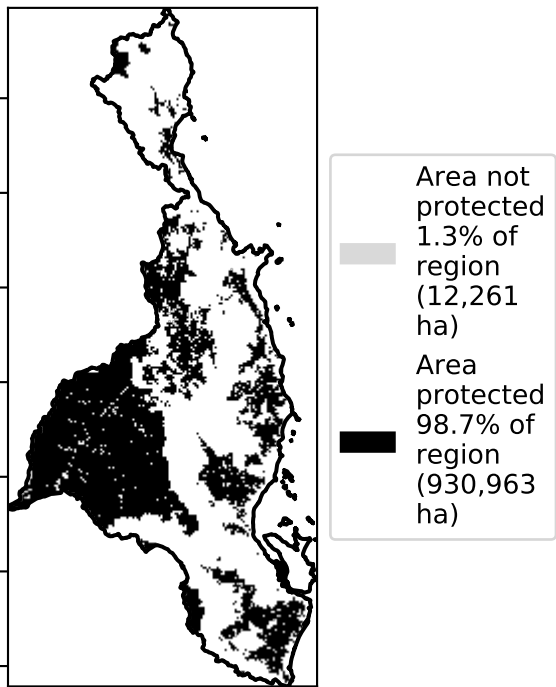 Area not
protected
1.3% of
region
(12,261
ha)
Area
protected
98.7% of
region
(930,963
ha)